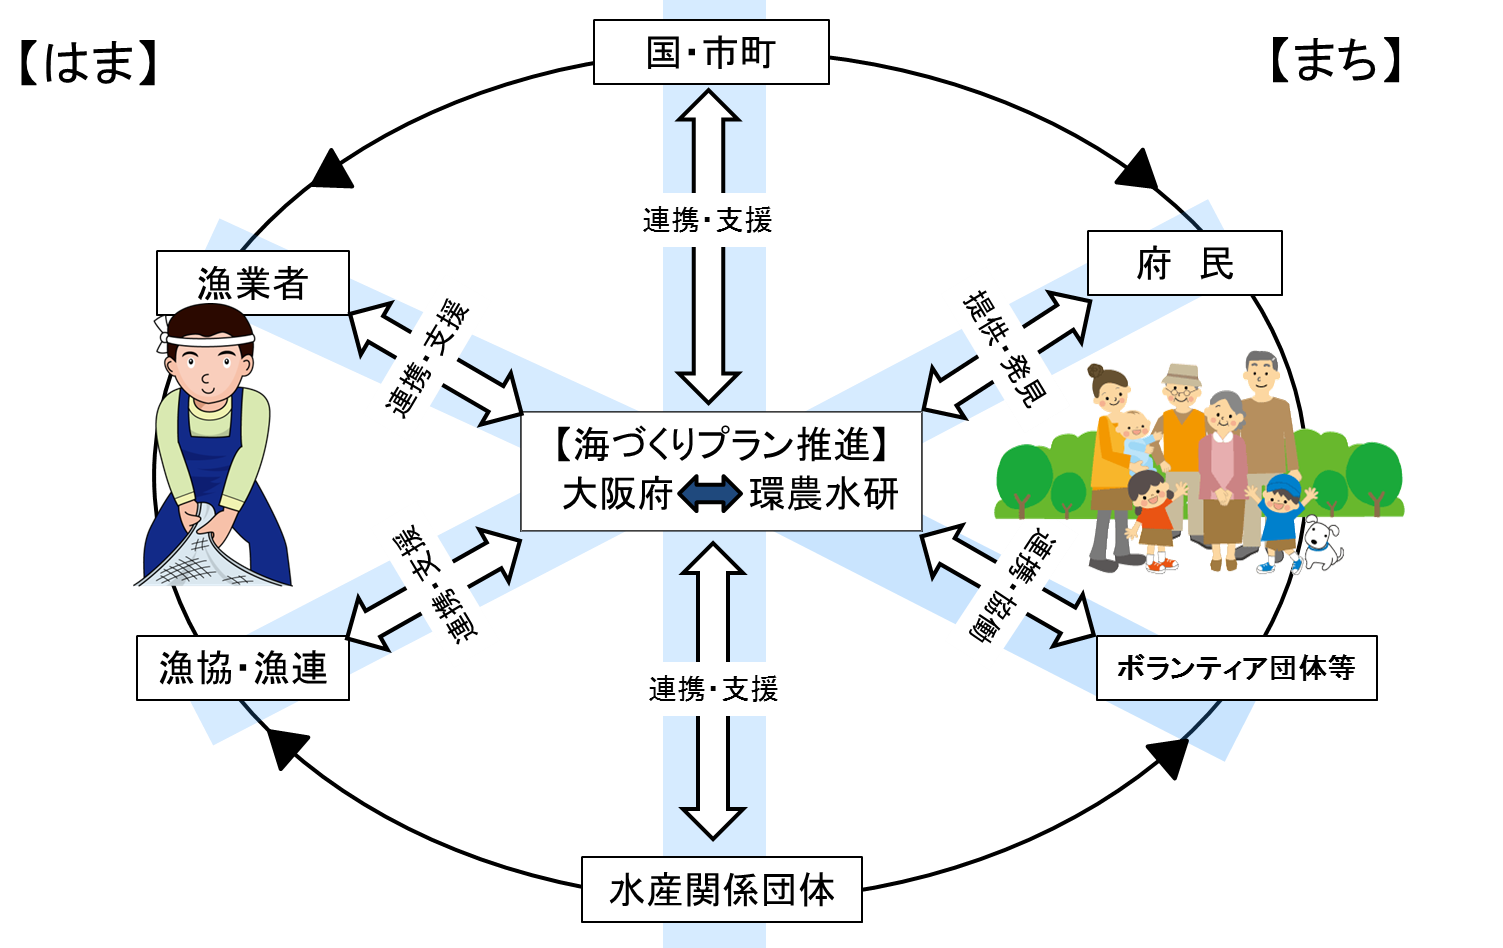 【はま】
国・市町
【まち】
連携・支援
漁業者
府　民
連携・支援
提供・発見
【海づくりプラン推進】
大阪府 環農水研
連携・支援
連携・協働
漁協・漁連
連携・支援
ボランティア団体等
水産関係団体